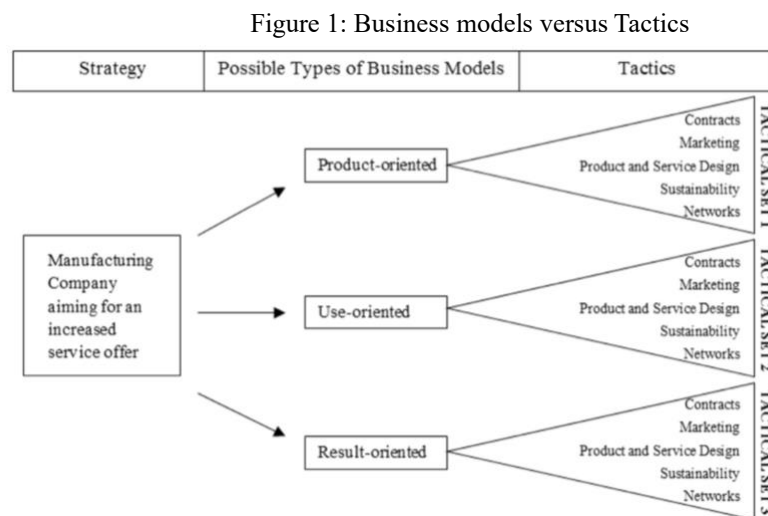 Figure 1: Business models versus Tactics
Strategy
Possible Types of Business Models
Tactics
Manufacturing
Company
aiming for an
increased
service offer
Product-oriented
Contracts
Marketing
Product and Service Design
Sustainability
Networks
TACTICAL SET 1
Use-oriented
Contracts
Marketing
Product and Service Design
Sustainability
Networks
TACTICAL SET 2
Result-oriented
Contracts
Marketing
Product and Service Design
Sustainability
Networks
TACTICAL SET 3